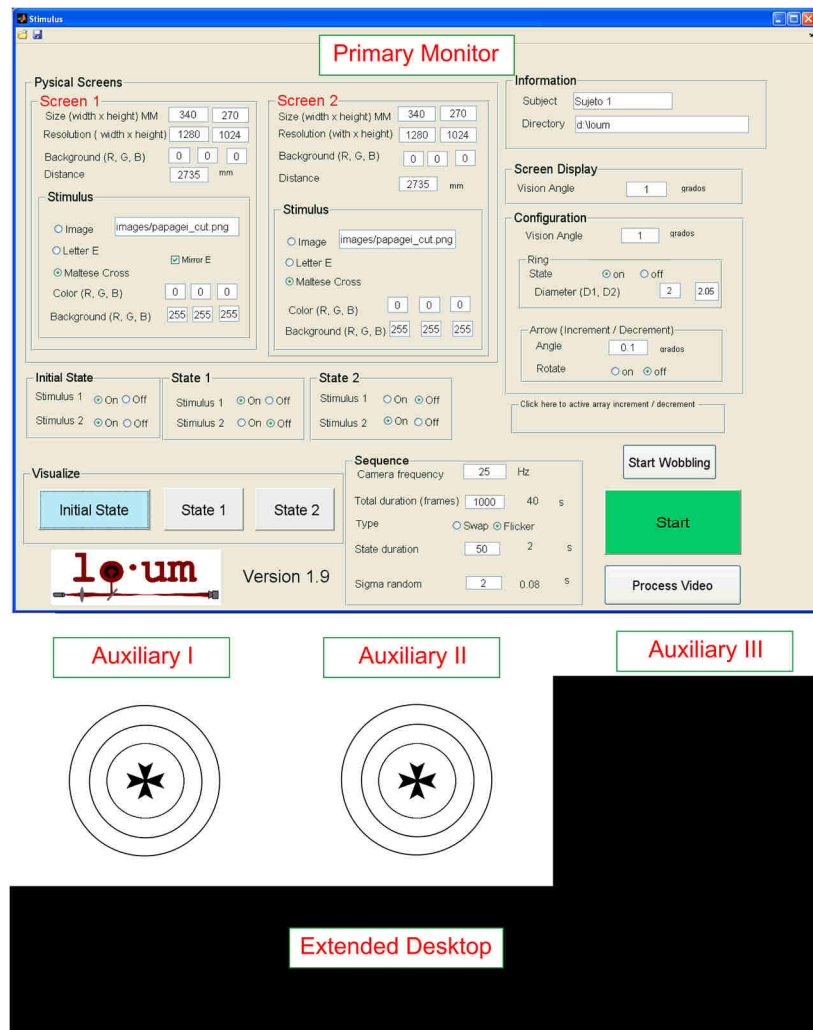 Stimulus
Primary Monitor
Pysical Screens
Screen 1
Size (width x height) MM 340 270
Resolution ( width x height) 1280 1024
Background (R, G, B) 0 0 0
Distance 2735 mm
Stimulus
Image images/papagei_cut.png
Letter E
Mirror E
Maltese Cross
Color (R, G, B) 0 0 0
Background (R, G, B) 255 255 255
Screen 2
Size (width x height) MM 340 270
Resolution (with x height) 1280 1024
Background (R, G, B) 0 0 0
Distance
2735 mm
Stimulus
Image images/papagei_cut.png
Letter E
Maltese Cross
Color (R, G, B) 0 0 0
Background (R, G, B) 255 255 255
Information
Subject Sujeto 1
Directory d:\loum
Screen Display
Vision Angle 1 grados
Configuration
Vision Angle 1 grados
Ring
State on off
Diameter (D1, D2) 2 2.05
Arrow (Increment / Decrement)
Angle 0.1 grados
Rotate on off
Click here to active array increment / decrement
Initial State
Stimulus 1 On Off
Stimulus 2 On Off
State 1
Stimulus 1 On Off
Stimulus 2 On Off
State 2
Stimulus 1 On Off
Stimulus 2 On Off
Visualize
Initial State State 1 State 2
lo·um
Version 1.9
Sequence
Camera frequency 25 Hz
Total duration (frames) 1000 40 s
Type Swap Flicker
State duration 50 2 s
Sigma random 2 0.08 s
Start Wobbling
Start
Process Video
Auxiliary I
Auxiliary II
Auxiliary III
Extended Desktop